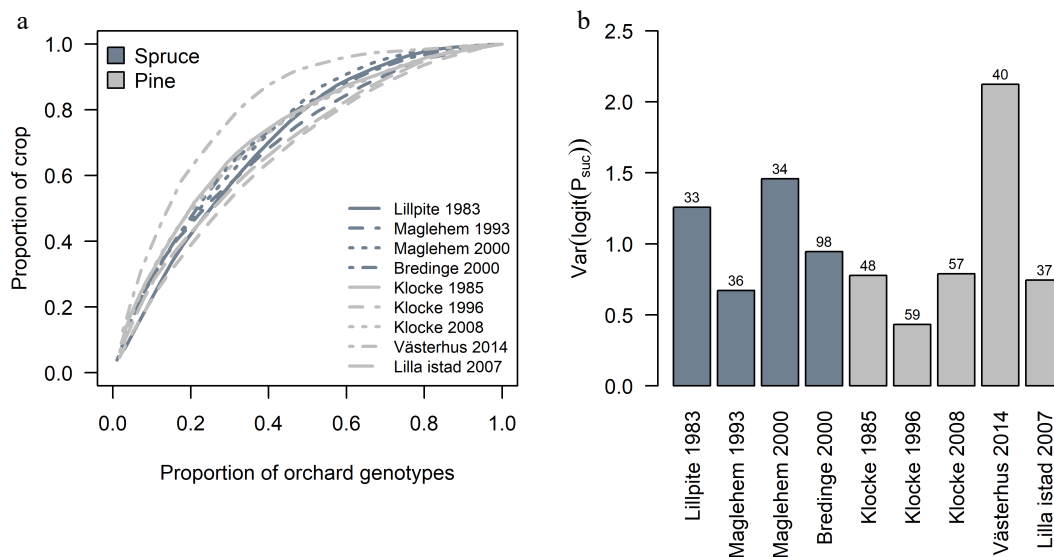 a
Spruce
Pine
Proportion of crop
1.0
0.8
0.6
0.4
0.2
0.0
Lillpite 1983
Maglehem 1993
Maglehem 2000
Bredinge 2000
Klocke 1985
Klocke 1996
Klocke 2008
Västerhus 2014
Lilla istad 2007
0.0 0.2 0.4 0.6 0.8 1.0
Proportion of orchard genotypes
b
Var(logit(Psuc))
2.5
2.0
1.5
1.0
0.5
0.0
33 36 34 98 48 59 57 40 37
Lillpite 1983
Maglehem 1993
Maglehem 2000
Bredinge 2000
Klocke 1985
Klocke 1996
Klocke 2008
Västerhus 2014
Lilla istad 2007